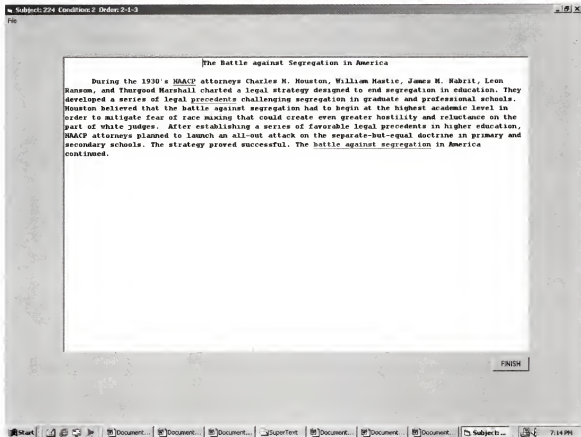 Subject: 224 Condition: 2 Order: 2-1-3
File
The Battle against Segregation in America
During the 1930's NAACP attorneys Charles H. Houston, William Hastie, James M. Nabrit, Leon
Ransom, and Thurgood Marshall charted a legal strategy designed to end segregation in education. They
developed a series of legal precedents challenging segregation in graduate and professional schools.
Houston believed that the battle against segregation had to begin at the highest academic level in
order to mitigate fear of race mixing that could create even greater hostility and reluctance on the
part of white judges. After establishing a series of favorable legal precedents in higher education,
NAACP attorneys planned to launch an all-out attack on the separate-but-equal doctrine in primary and
secondary schools. The strategy proved successful. The battle against segregation in America
continued.
FINISH
Start Document... Document... Document... SuperText Document... Document... Document... Subject: ... 7:14 PM